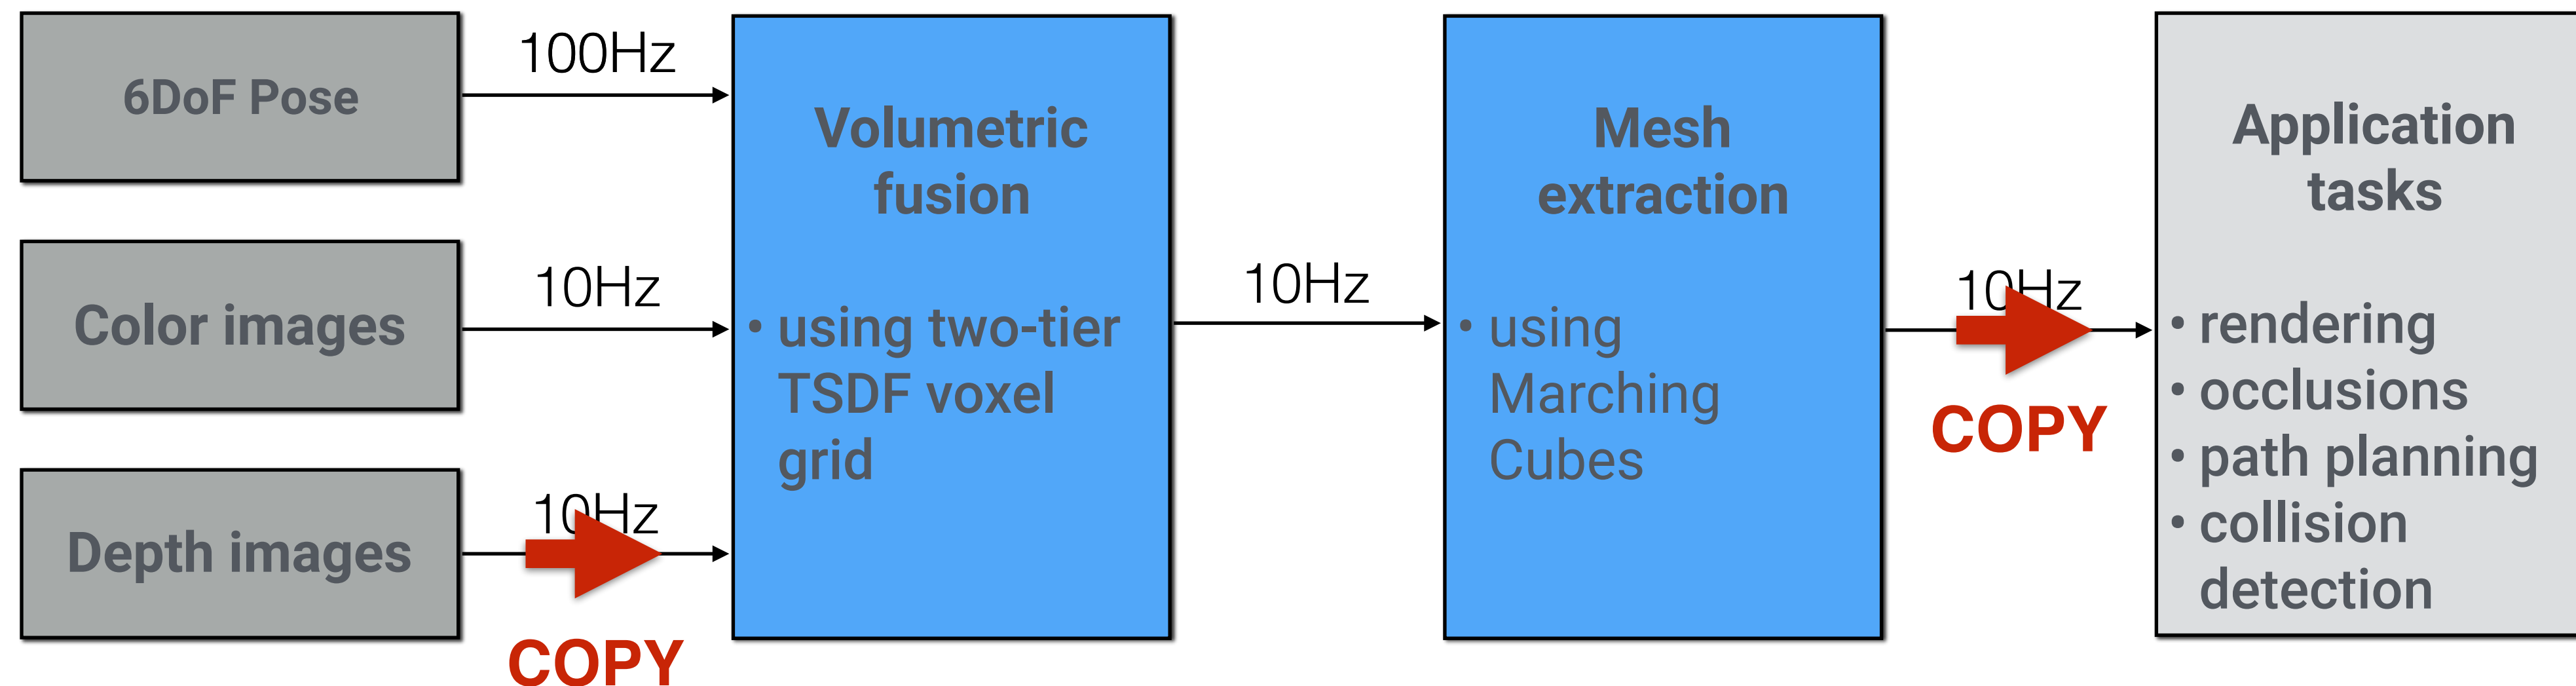 6DoF Pose
100Hz
Color images
10Hz
Depth images
10Hz
COPY
Volumetric
fusion
• using two-tier
TSDF voxel
grid
10Hz
Mesh
extraction
• using
Marching
Cubes
10Hz
COPY
Application
tasks
• rendering
• occlusions
• path planning
• collision
detection